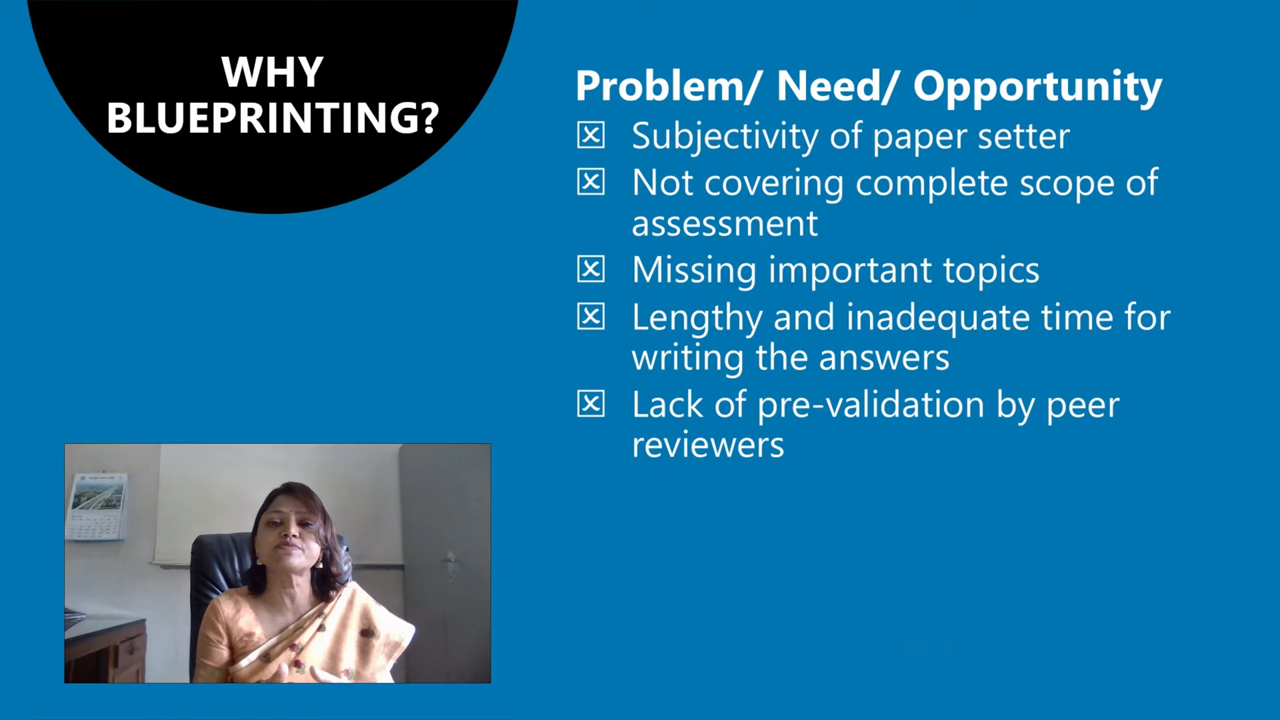 WHY
BLUEPRINTING?
Problem/ Need/ Opportunity
Subjectivity of paper setter
Not covering complete scope of
assessment
Missing important topics
Lengthy and inadequate time for
writing the answers
Lack of pre-validation by peer
reviewers